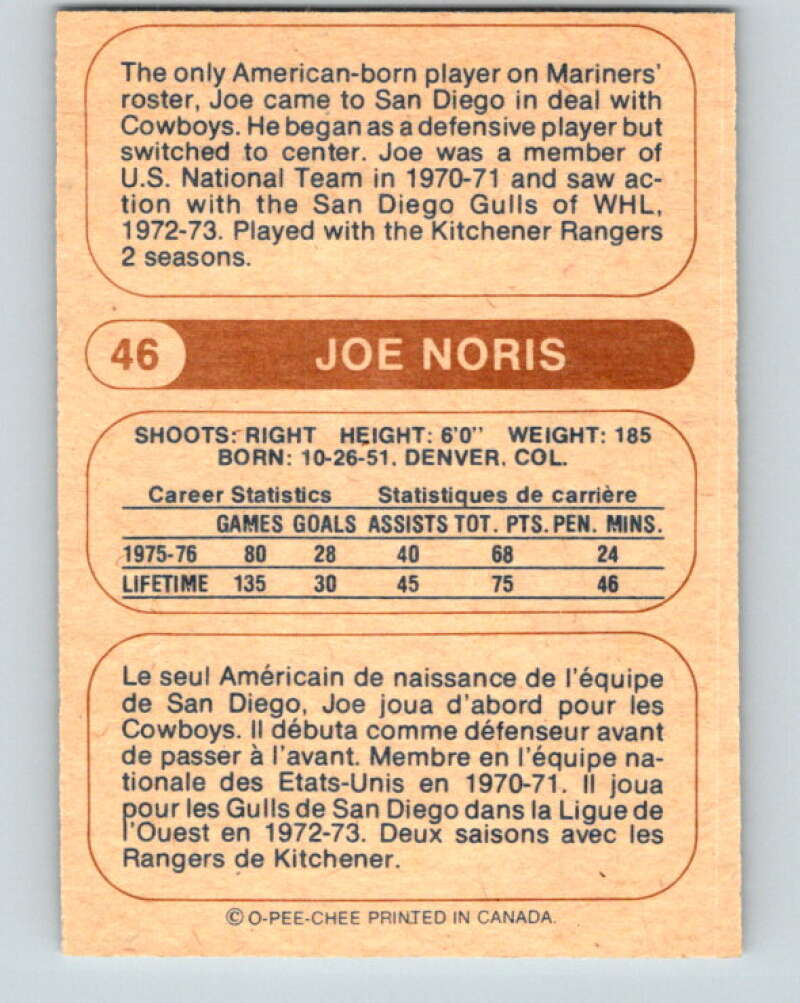 The only American-born player on Mariners'
roster, Joe came to San Diego in deal with
Cowboys. He began as a defensive player but
switched to center. Joe was a member of
U.S. National Team in 1970-71 and saw ac-
tion with the San Diego Gulls of WHL,
1972-73. Played with the Kitchener Rangers
2 seasons.
46 JOE NORIS
SHOOTS: RIGHT HEIGHT: 6'0" WEIGHT: 185
BORN: 10-26-51, DENVER, COL.
Career Statistics Statistiques de carrière
GAMES GOALS ASSISTS TOT. PTS. PEN. MINS.
1975-76 80 28 40 68 24
LIFETIME 135 30 45 75 46
Le seul Américain de naissance de l'équipe
de San Diego, Joe joua d'abord pour les
Cowboys. Il débuta comme défenseur avant
de passer à l'avant. Membre en l'équipe na-
tionale des Etats-Unis en 1970-71. Il joua
pour les Gulls de San Diego dans la Ligue de
l'Ouest en 1972-73. Deux saisons avec les
Rangers de Kitchener.
© O-PEE-CHEE PRINTED IN CANADA.